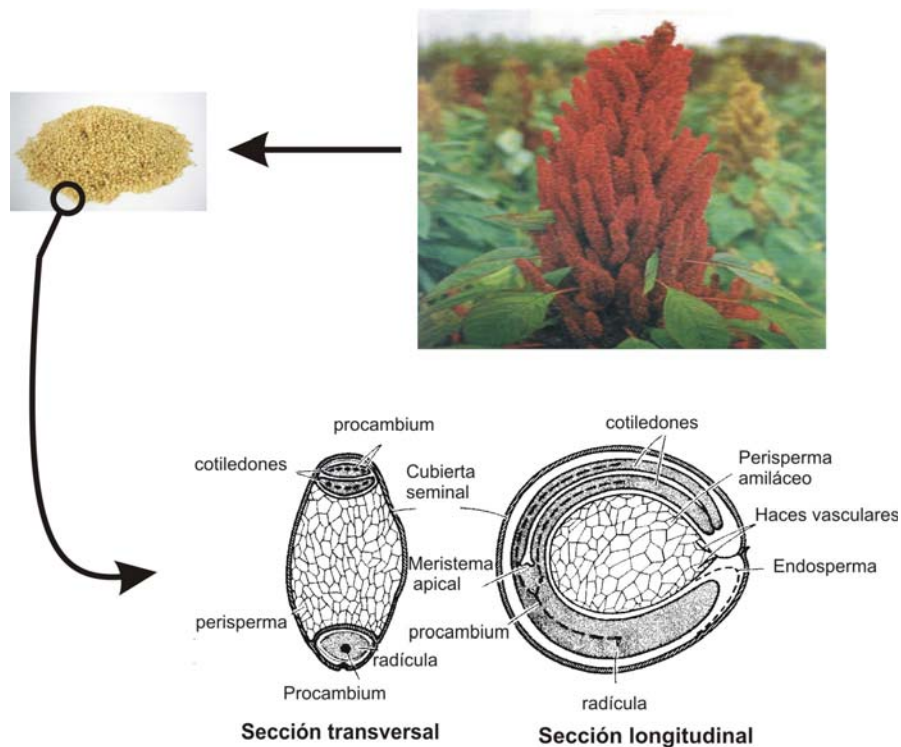 procambium
cotiledones
Cubierta
seminal
perisperma
radícula
Procambium
Sección transversal
cotiledones
Perisperma
amiláceo
Haces vasculares
Meristema
apical
Endosperma
procambium
radícula
Sección longitudinal